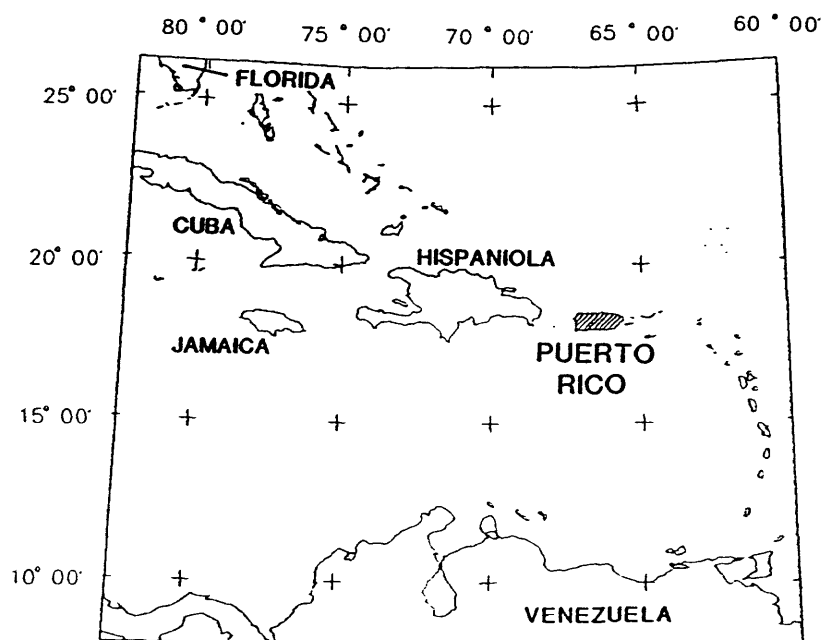 80° 00'
75° 00'
70° 00'
65° 00'
60° 00'
25° 00'
FLORIDA
CUBA
20° 00'
HISPANIOLA
JAMAICA
PUERTO
RICO
15° 00'
10° 00'
VENEZUELA